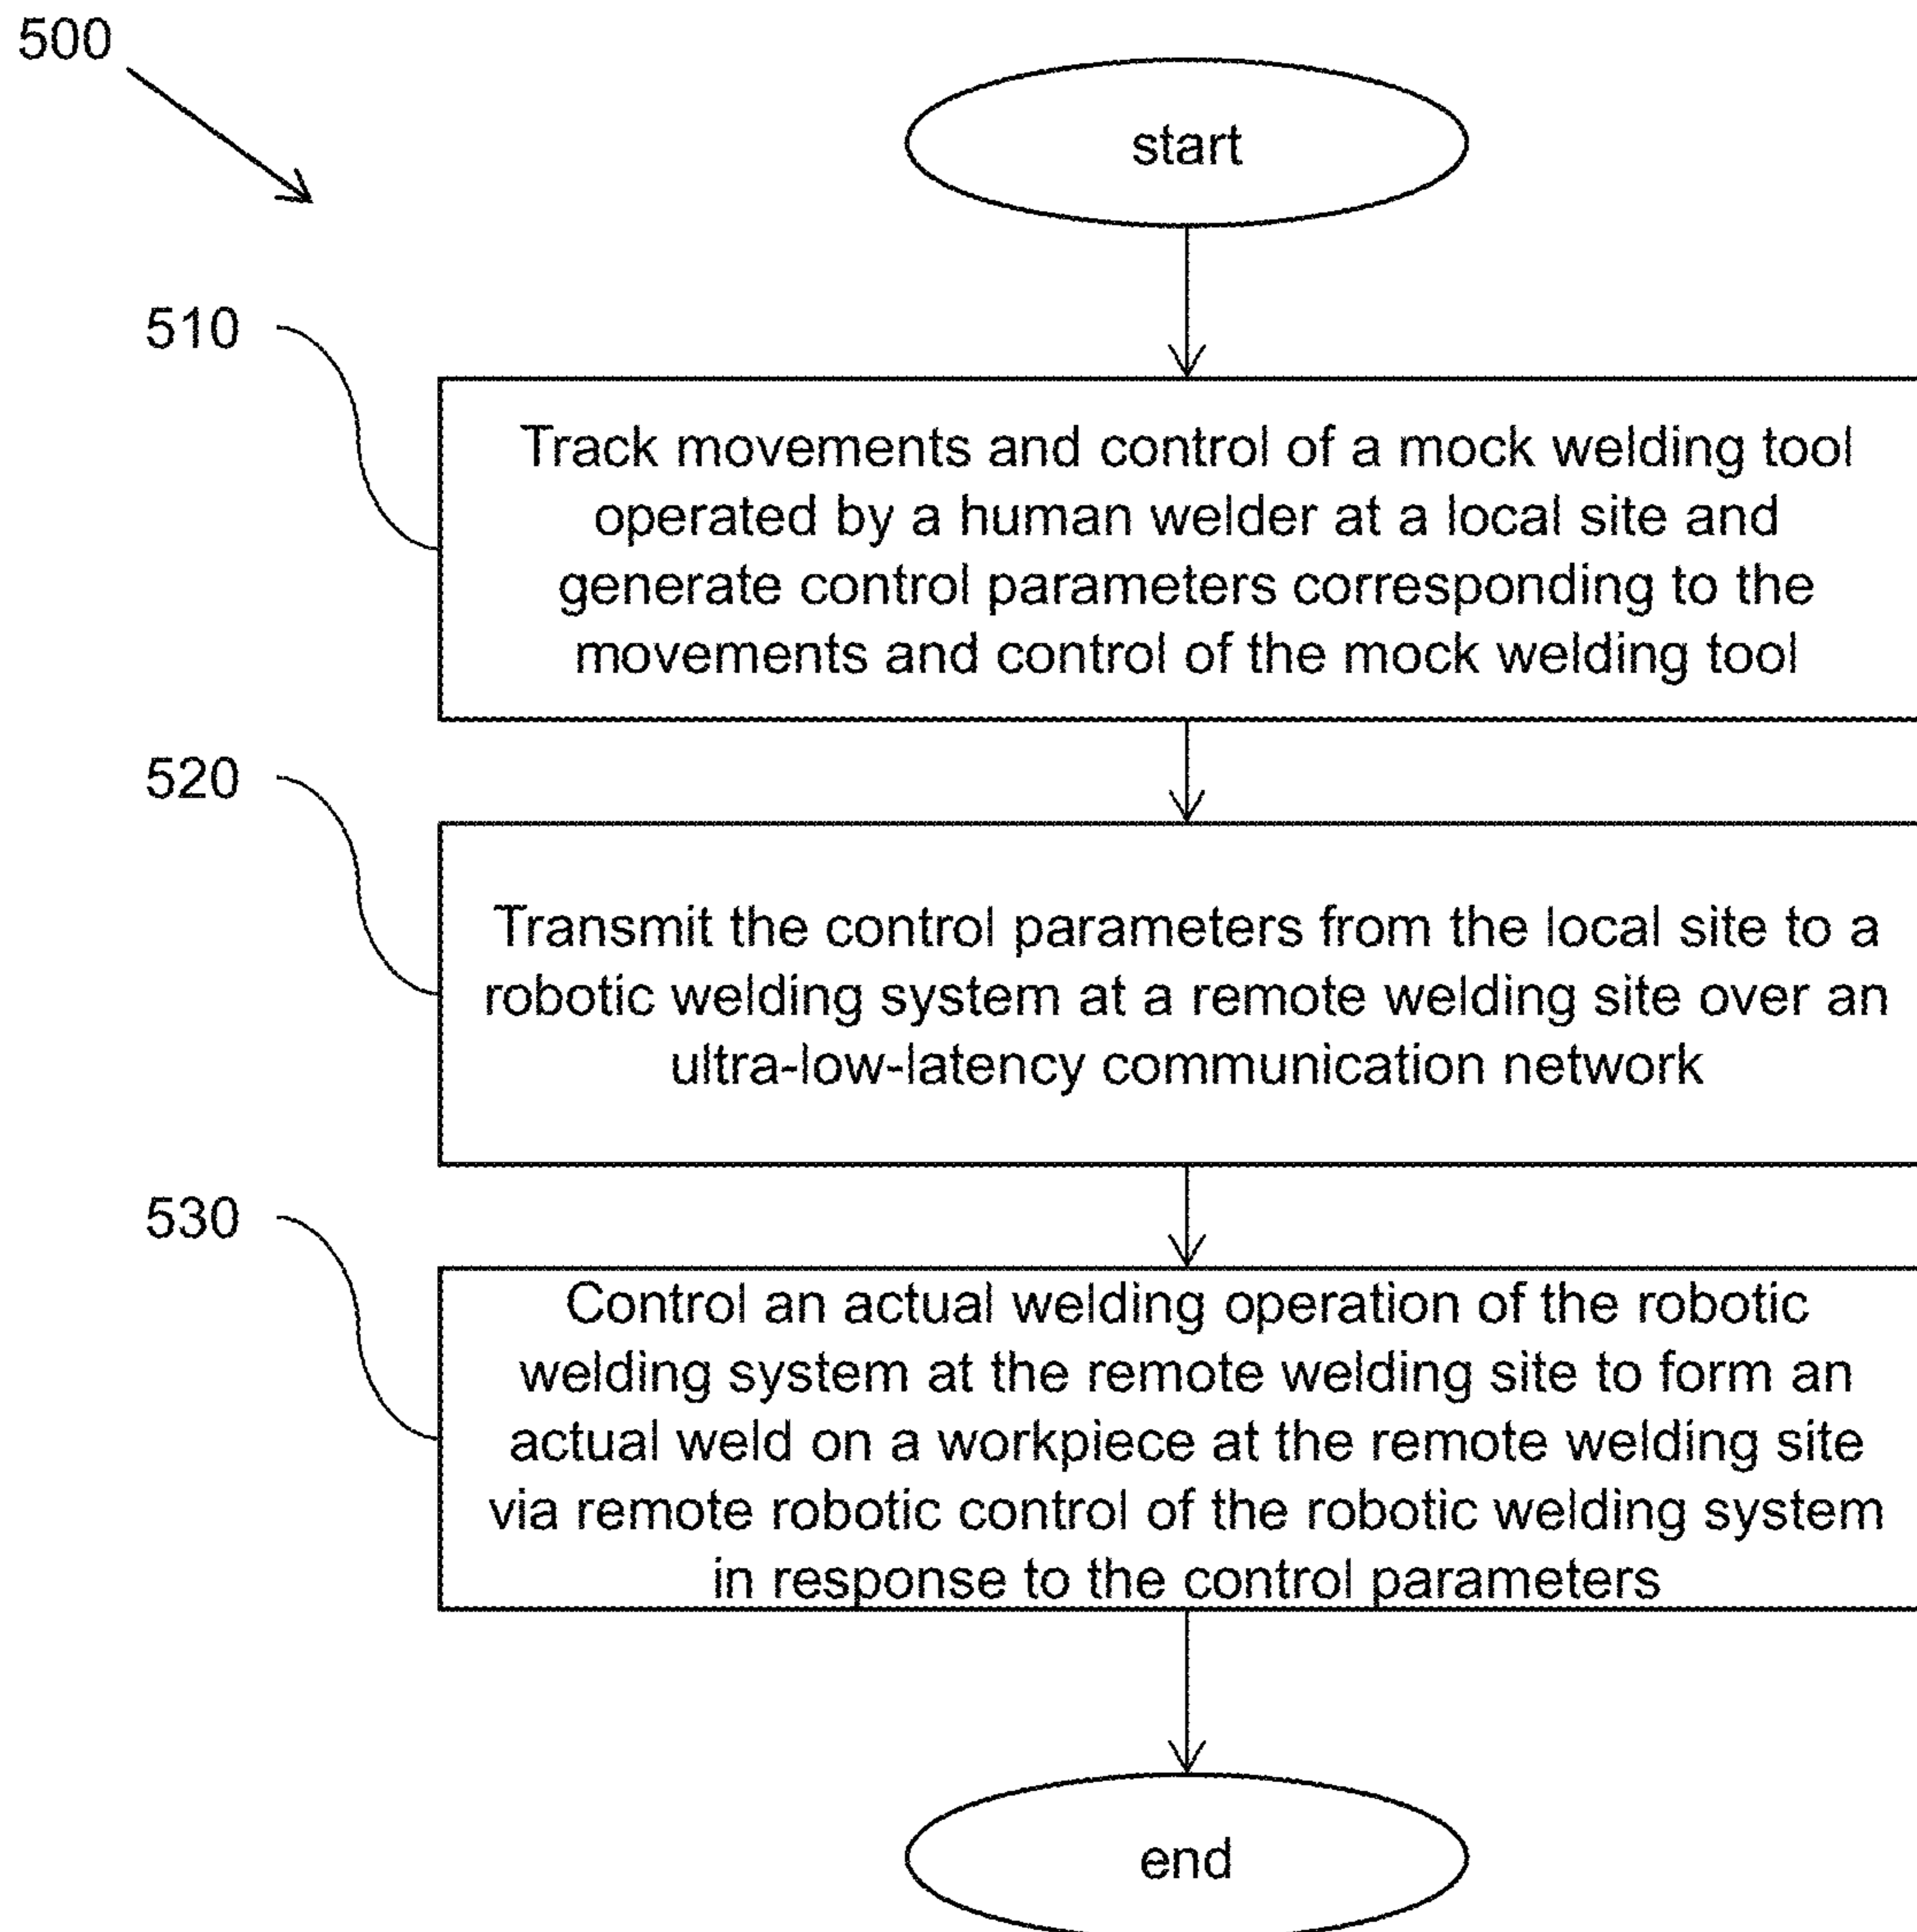 500
start
510
Track movements and control of a mock welding tool
operated by a human welder at a local site and
generate control parameters corresponding to the
movements and control of the mock welding tool
520
Transmit the control parameters from the local site to a
robotic welding system at a remote welding site over an
ultra-low-latency communication network
530
Control an actual welding operation of the robotic
welding system at the remote welding site to form an
actual weld on a workpiece at the remote welding site
via remote robotic control of the robotic welding system
in response to the control parameters
end